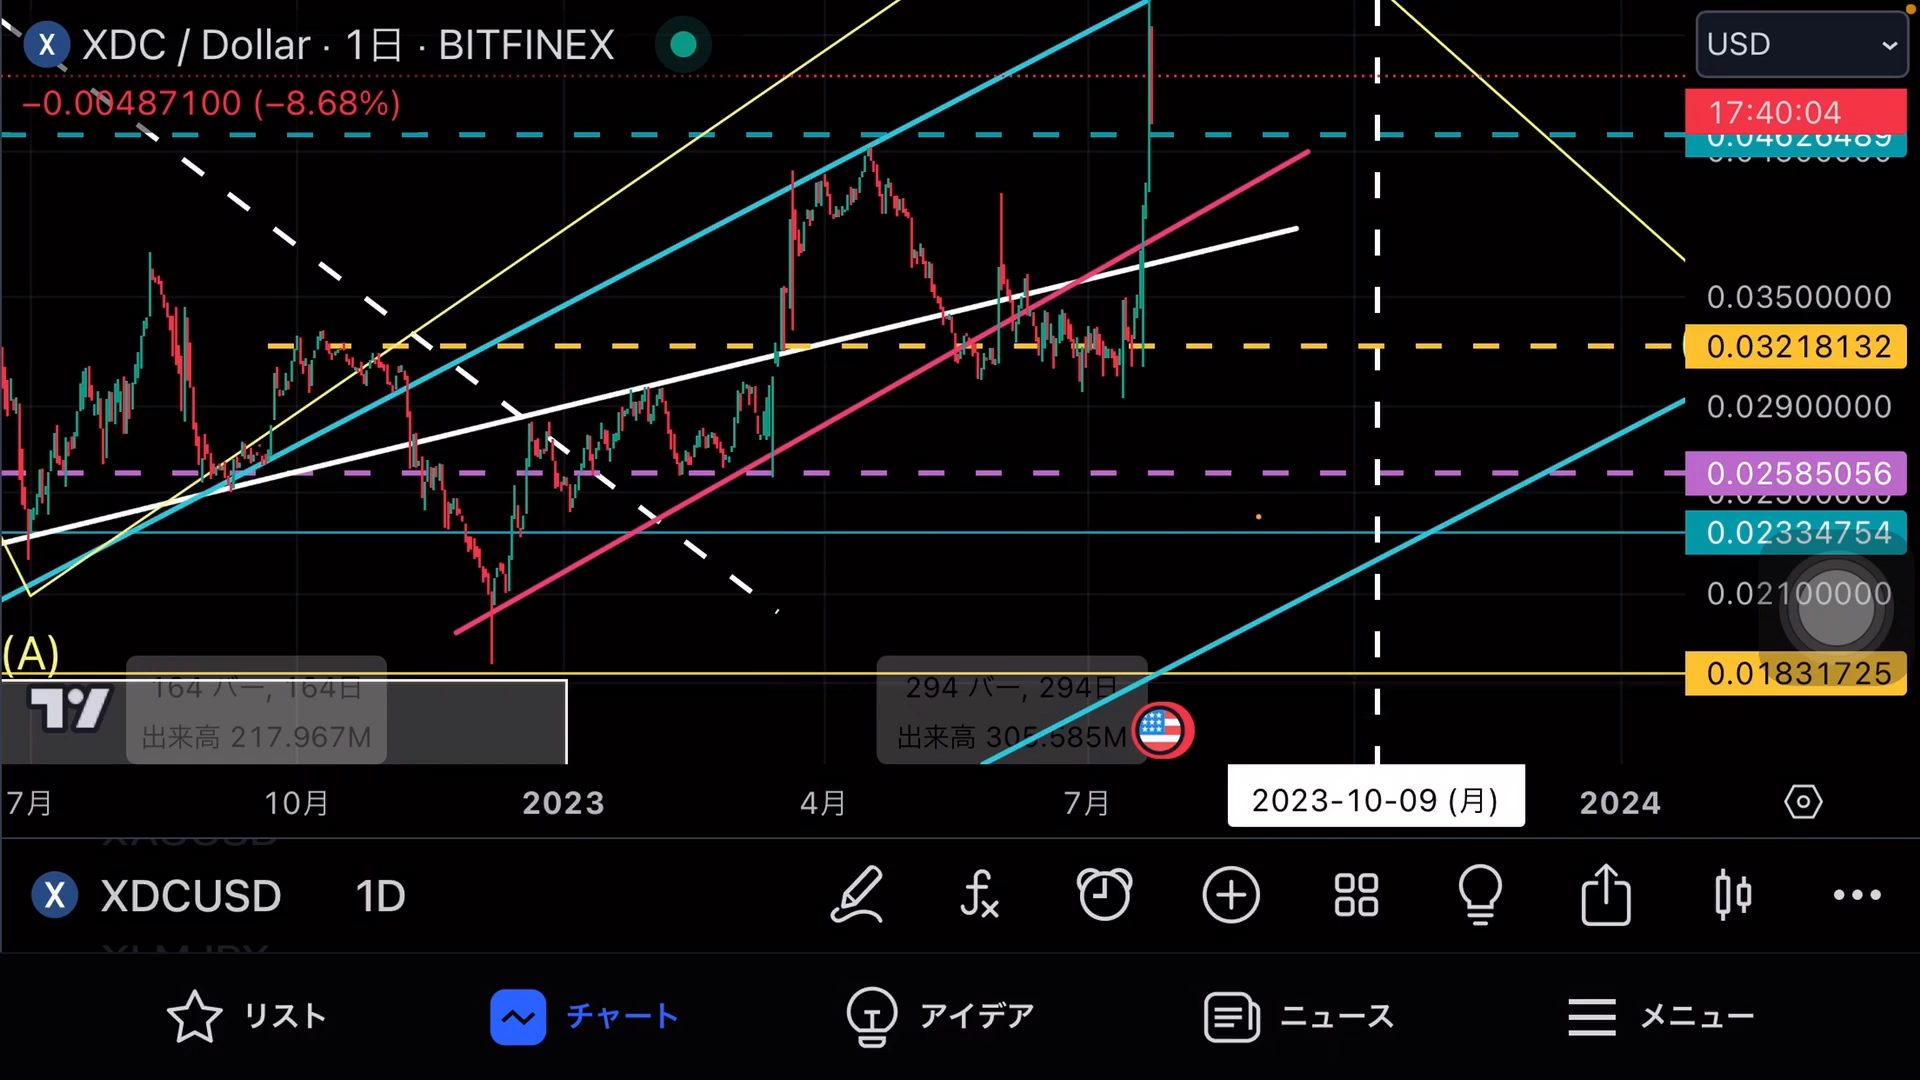 XDC / Dollar · 1日 · BITFINEX
USD
−0.00487100 (−8.68%)
17:40:04
0.04626489
0.03500000
0.03218132
0.02900000
0.02585056
0.02500000
0.02334754
0.02100000
0.01831725
(A)
164 バー, 164日
出来高 217.967M
294 バー, 294日
出来高 305.585M
7月
10月
2023
4月
7月
2023-10-09 (月)
2024
XDCUSD
1D
リスト
チャート
アイデア
ニュース
メニュー